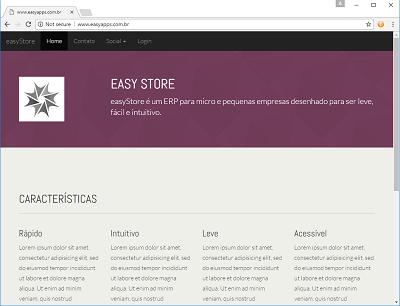 www.easyapps.com.br
Not secure | www.easyapps.com.br
easyStore Home Contato Social Login
EASY STORE
easyStore é um ERP para micro e pequenas empresas desenhado para ser leve,
fácil e intuitivo.
CARACTERÍSTICAS
Rápido
Lorem ipsum dolor sit amet,
consectetur adipisicing elit, sed
do eiusmod tempor incididunt
ut labore et dolore magna
aliqua. Ut enim ad minim
veniam, quis nostrud
Intuitivo
Lorem ipsum dolor sit amet,
consectetur adipisicing elit, sed
do eiusmod tempor incididunt
ut labore et dolore magna
aliqua. Ut enim ad minim
veniam, quis nostrud
Leve
Lorem ipsum dolor sit amet,
consectetur adipisicing elit, sed
do eiusmod tempor incididunt
ut labore et dolore magna
aliqua. Ut enim ad minim
veniam, quis nostrud
Acessível
Lorem ipsum dolor sit amet,
consectetur adipisicing elit, sed
do eiusmod tempor incididunt
ut labore et dolore magna
aliqua. Ut enim ad minim
veniam, quis nostrud